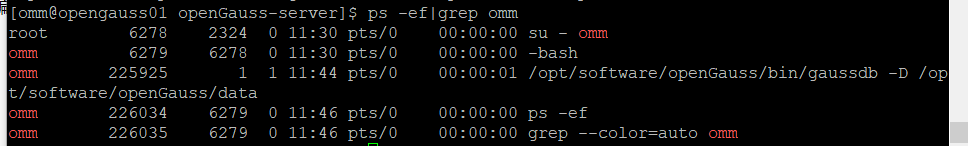 [omm@opengauss01 openGauss-server]$ ps -ef|grep omm
root        6278    2324  0 11:30 pts/0    00:00:00 su - omm
omm         6279    6278  0 11:30 pts/0    00:00:00 -bash
omm       225925       1  1 11:44 pts/0    00:00:01 /opt/software/openGauss/bin/gaussdb -D /op
t/software/openGauss/data
omm       226034    6279  0 11:46 pts/0    00:00:00 ps -ef
omm       226035    6279  0 11:46 pts/0    00:00:00 grep --color=auto omm